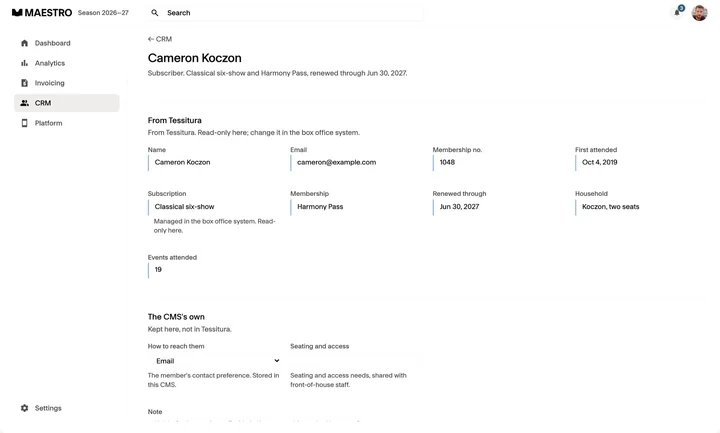 MAESTRO Season 2026–27
Search
3
Dashboard
Analytics
Invoicing
CRM
Platform
Settings
← CRM
Cameron Koczon
Subscriber. Classical six-show and Harmony Pass, renewed through Jun 30, 2027.
From Tessitura
From Tessitura. Read-only here; change it in the box office system.
Name
Cameron Koczon
Email
cameron@example.com
Membership no.
1048
First attended
Oct 4, 2019
Subscription
Classical six-show
Managed in the box office system. Read-
only here.
Membership
Harmony Pass
Renewed through
Jun 30, 2027
Household
Koczon, two seats
Events attended
19
The CMS's own
Kept here, not in Tessitura.
How to reach them
Email
The member's contact preference. Stored in
this CMS.
Seating and access
Seating and access needs, shared with
front-of-house staff.
Note